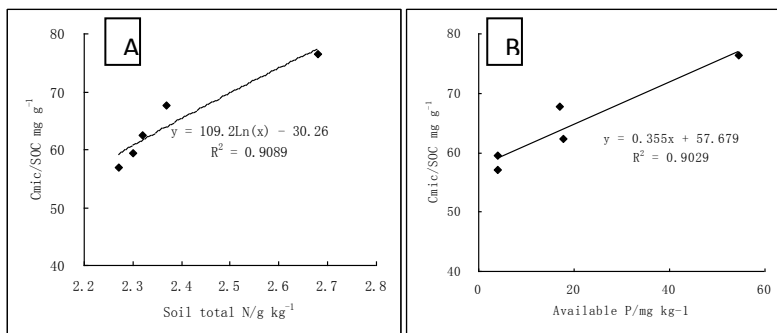 A
Cmic/SOC mg g⁻¹
80
70
60
50
40
y = 109.2Ln(x) - 30.26
R² = 0.9089
2.2 2.3 2.4 2.5 2.6 2.7 2.8
Soil total N/g kg⁻¹
B
Cmic/SOC mg g⁻¹
80
70
60
50
40
y = 0.355x + 57.679
R² = 0.9029
0 20 40 60
Available P/mg kg-1